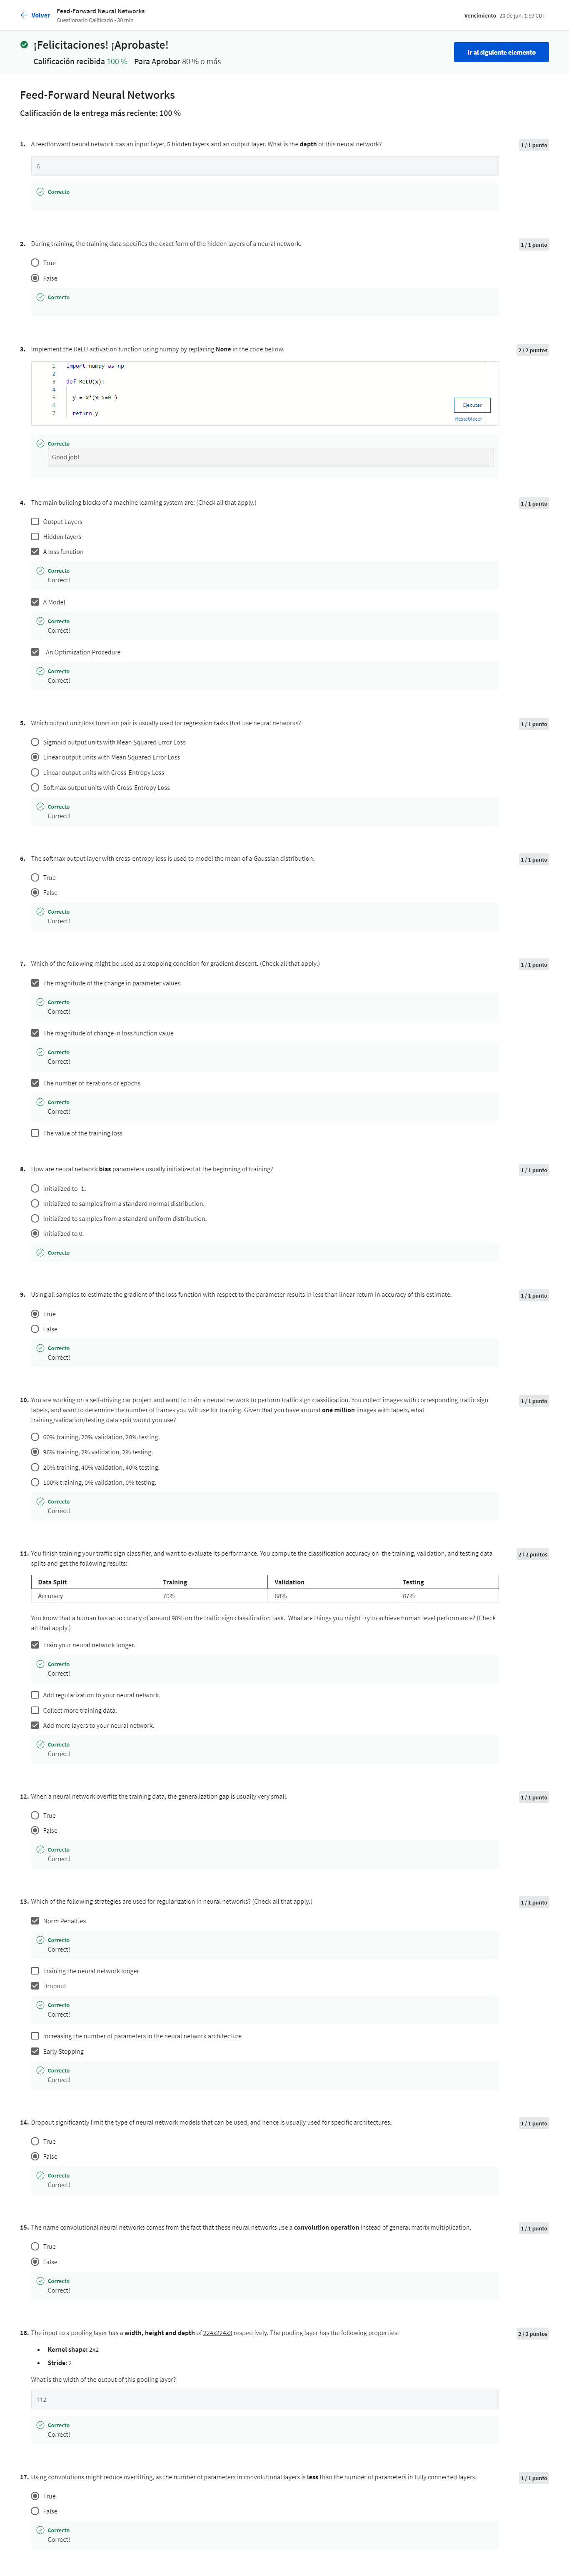 Volver
Feed-Forward Neural Networks
Cuestionario Calificado • 30 min
Vencimiento 20 de jun. 1:59 CDT
¡Felicitaciones! ¡Aprobaste!
Calificación recibida 100 % Para Aprobar 80 % o más
Ir al siguiente elemento
Feed-Forward Neural Networks
Calificación de la entrega más reciente: 100 %
1. A feedforward neural network has an input layer, 5 hidden layers and an output layer. What is the depth of this neural network?
1 / 1 punto
6
Correcto
2. During training, the training data specifies the exact form of the hidden layers of a neural network.
1 / 1 punto
True
False
Correcto
3. Implement the ReLU activation function using numpy by replacing None in the code bellow.
2 / 2 puntos
1 import numpy as np
2
3 def ReLU(x):
4
5 y = x*(x >=0 )
6
7 return y
Ejecutar
Restablecer
Correcto
Good job!
4. The main building blocks of a machine learning system are: (Check all that apply.)
1 / 1 punto
Output Layers
Hidden layers
A loss function
Correcto
Correct!
A Model
Correcto
Correct!
An Optimization Procedure
Correcto
Correct!
5. Which output unit/loss function pair is usually used for regression tasks that use neural networks?
1 / 1 punto
Sigmoid output units with Mean Squared Error Loss
Linear output units with Mean Squared Error Loss
Linear output units with Cross-Entropy Loss
Softmax output units with Cross-Entropy Loss
Correcto
Correct!
6. The softmax output layer with cross-entropy loss is used to model the mean of a Gaussian distribution.
1 / 1 punto
True
False
Correcto
Correct!
7. Which of the following might be used as a stopping condition for gradient descent. (Check all that apply.)
1 / 1 punto
The magnitude of the change in parameter values
Correcto
Correct!
The magnitude of change in loss function value
Correcto
Correct!
The number of iterations or epochs
Correcto
Correct!
The value of the training loss
8. How are neural network bias parameters usually initialized at the beginning of training?
1 / 1 punto
Initialized to -1.
Initialized to samples from a standard normal distribution.
Initialized to samples from a standard uniform distribution.
Initialized to 0.
Correcto
9. Using all samples to estimate the gradient of the loss function with respect to the parameter results in less than linear return in accuracy of this estimate.
1 / 1 punto
True
False
Correcto
Correct!
10. You are working on a self-driving car project and want to train a neural network to perform traffic sign classification. You collect images with corresponding traffic sign
labels, and want to determine the number of frames you will use for training. Given that you have around one million images with labels, what
training/validation/testing data split would you use?
1 / 1 punto
60% training, 20% validation, 20% testing.
96% training, 2% validation, 2% testing.
20% training, 40% validation, 40% testing.
100% training, 0% validation, 0% testing.
Correcto
Correct!
11. You finish training your traffic sign classifier, and want to evaluate its performance. You compute the classification accuracy on the training, validation, and testing data
splits and get the following results:
2 / 2 puntos
Data Split Training Validation Testing
Accuracy 70% 68% 67%
You know that a human has an accuracy of around 98% on the traffic sign classification task. What are things you might try to achieve human level performance? (Check
all that apply.)
Train your neural network longer.
Correcto
Correct!
Add regularization to your neural network.
Collect more training data.
Add more layers to your neural network.
Correcto
Correct!
12. When a neural network overfits the training data, the generalization gap is usually very small.
1 / 1 punto
True
False
Correcto
Correct!
13. Which of the following strategies are used for regularization in neural networks? (Check all that apply.)
1 / 1 punto
Norm Penalties
Correcto
Correct!
Training the neural network longer
Dropout
Correcto
Correct!
Increasing the number of parameters in the neural network architecture
Early Stopping
Correcto
Correct!
14. Dropout significantly limit the type of neural network models that can be used, and hence is usually used for specific architectures.
1 / 1 punto
True
False
Correcto
Correct!
15. The name convolutional neural networks comes from the fact that these neural networks use a convolution operation instead of general matrix multiplication.
1 / 1 punto
True
False
Correcto
Correct!
16. The input to a pooling layer has a width, height and depth of 224x224x3 respectively. The pooling layer has the following properties:
2 / 2 puntos
• Kernel shape: 2x2
• Stride: 2
What is the width of the output of this pooling layer?
112
Correcto
Correct!
17. Using convolutions might reduce overfitting, as the number of parameters in convolutional layers is less than the number of parameters in fully connected layers.
1 / 1 punto
True
False
Correcto
Correct!